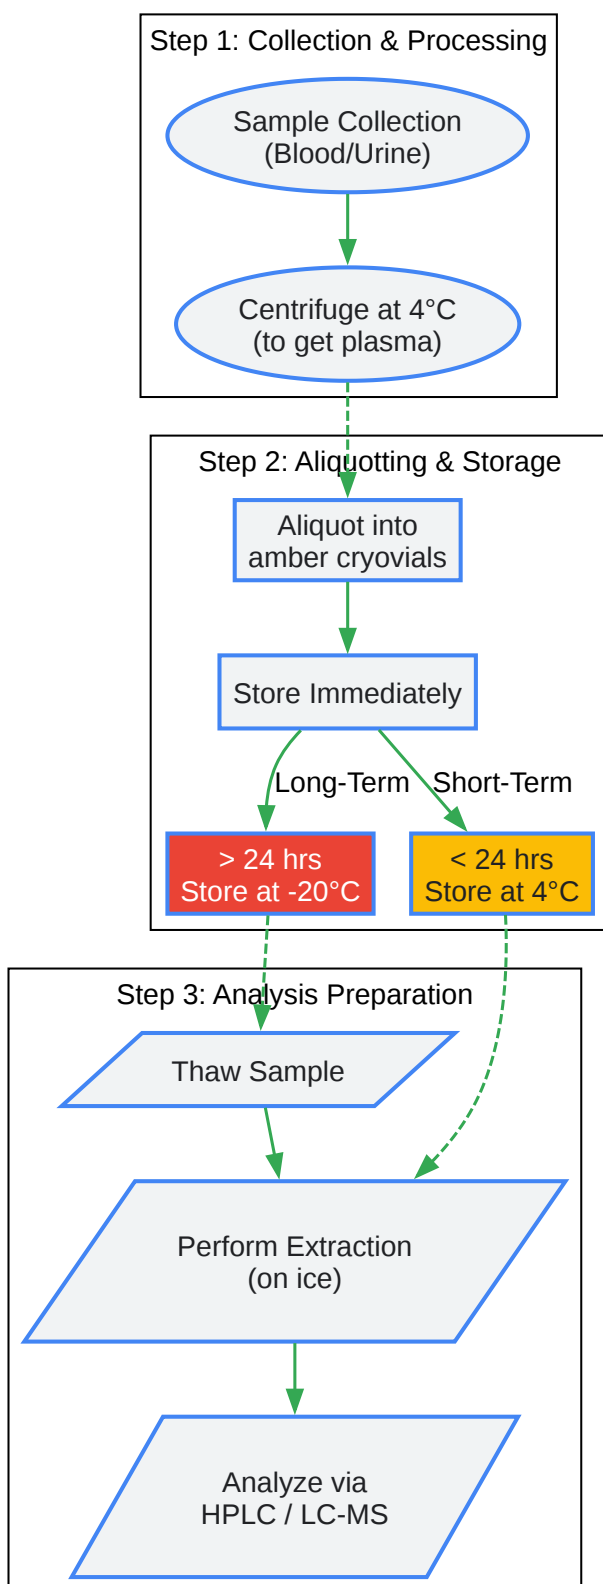 Step 1: Collection & Processing
Sample Collection
(Blood/Urine)
Centrifuge at 4°C
(to get plasma)
Step 2: Aliquotting & Storage
Aliquot into
amber cryovials
Store Immediately
Long-Term
Short-Term
> 24 hrs
Store at -20°C
< 24 hrs
Store at 4°C
Step 3: Analysis Preparation
Thaw Sample
Perform Extraction
(on ice)
Analyze via
HPLC / LC-MS